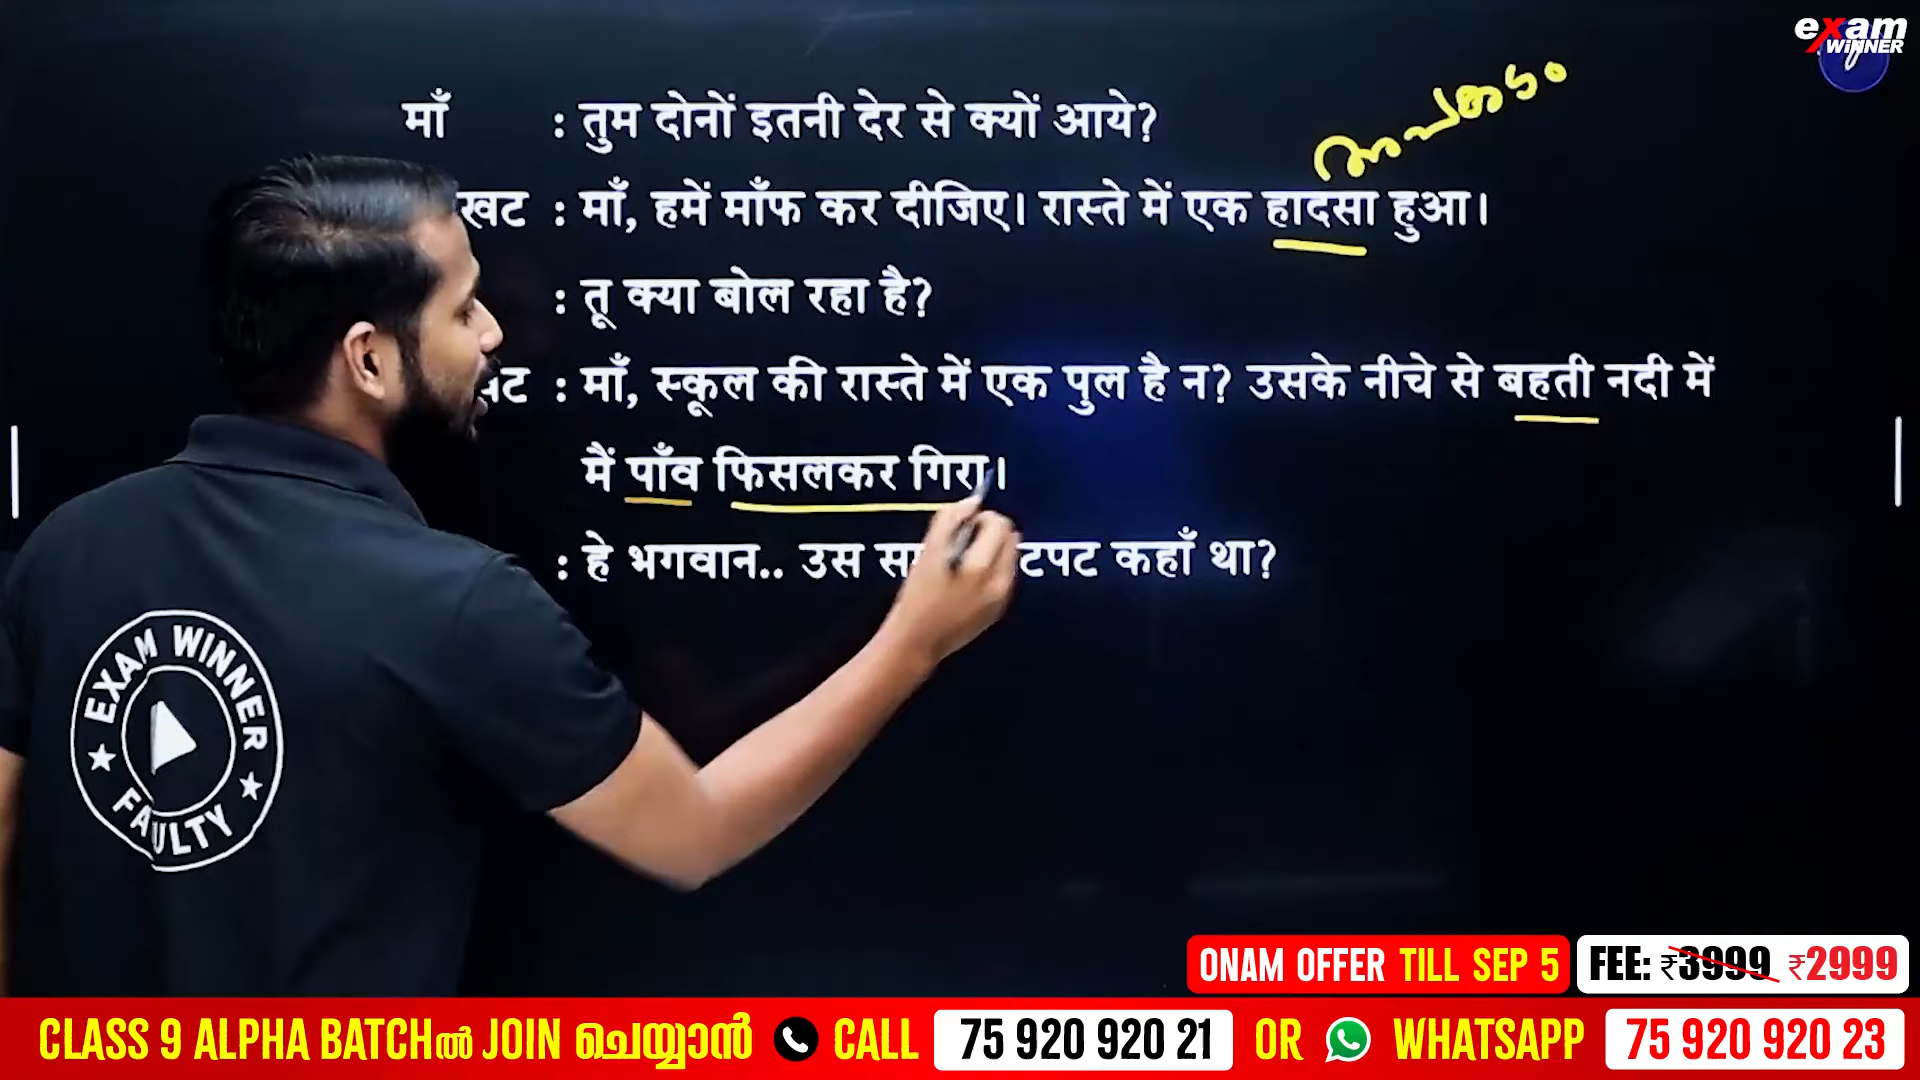 exam
WINNER
അപകടം
माँ : तुम दोनों इतनी देर से क्यों आये?
खट : माँ, हमें माँफ कर दीजिए। रास्ते में एक हादसा हुआ।
: तू क्या बोल रहा है?
खट : माँ, स्कूल की रास्ते में एक पुल है न? उसके नीचे से बहती नदी में
मैं पाँव फिसलकर गिरा।
: हे भगवान.. उस टपट कहाँ था?
EXAM WINNER
FAULTY
ONAM OFFER TILL SEP 5 FEE: ₹3999 ₹2999
CLASS 9 ALPHA BATCHൽ JOIN ചെയ്യാൻ CALL 75 920 920 21 OR WHATSAPP 75 920 920 23